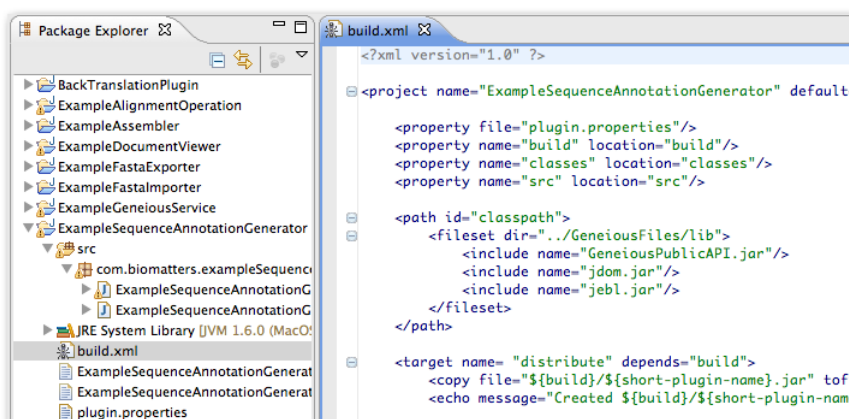 Package Explorer
BackTranslationPlugin
ExampleAlignmentOperation
ExampleAssembler
ExampleDocumentViewer
ExampleFastaExporter
ExampleFastaImporter
ExampleGeneiousService
ExampleSequenceAnnotationGenerator
src
com.biomatters.exampleSequenc
ExampleSequenceAnnotationG
ExampleSequenceAnnotationG
JRE System Library [JVM 1.6.0 (MacOS
build.xml
ExampleSequenceAnnotationGenerat
ExampleSequenceAnnotationGenerat
plugin.properties
build.xml
<?xml version="1.0" ?>
<project name="ExampleSequenceAnnotationGenerator" default
<property file="plugin.properties"/>
<property name="build" location="build"/>
<property name="classes" location="classes"/>
<property name="src" location="src"/>
<path id="classpath">
<fileset dir="../GeneiousFiles/lib">
<include name="GeneiousPublicAPI.jar"/>
<include name="jdom.jar"/>
<include name="jebl.jar"/>
</fileset>
</path>
<target name= "distribute" depends="build">
<copy file="${build}/${short-plugin-name}.jar" tof
<echo message="Created ${build}/${short-plugin-nam